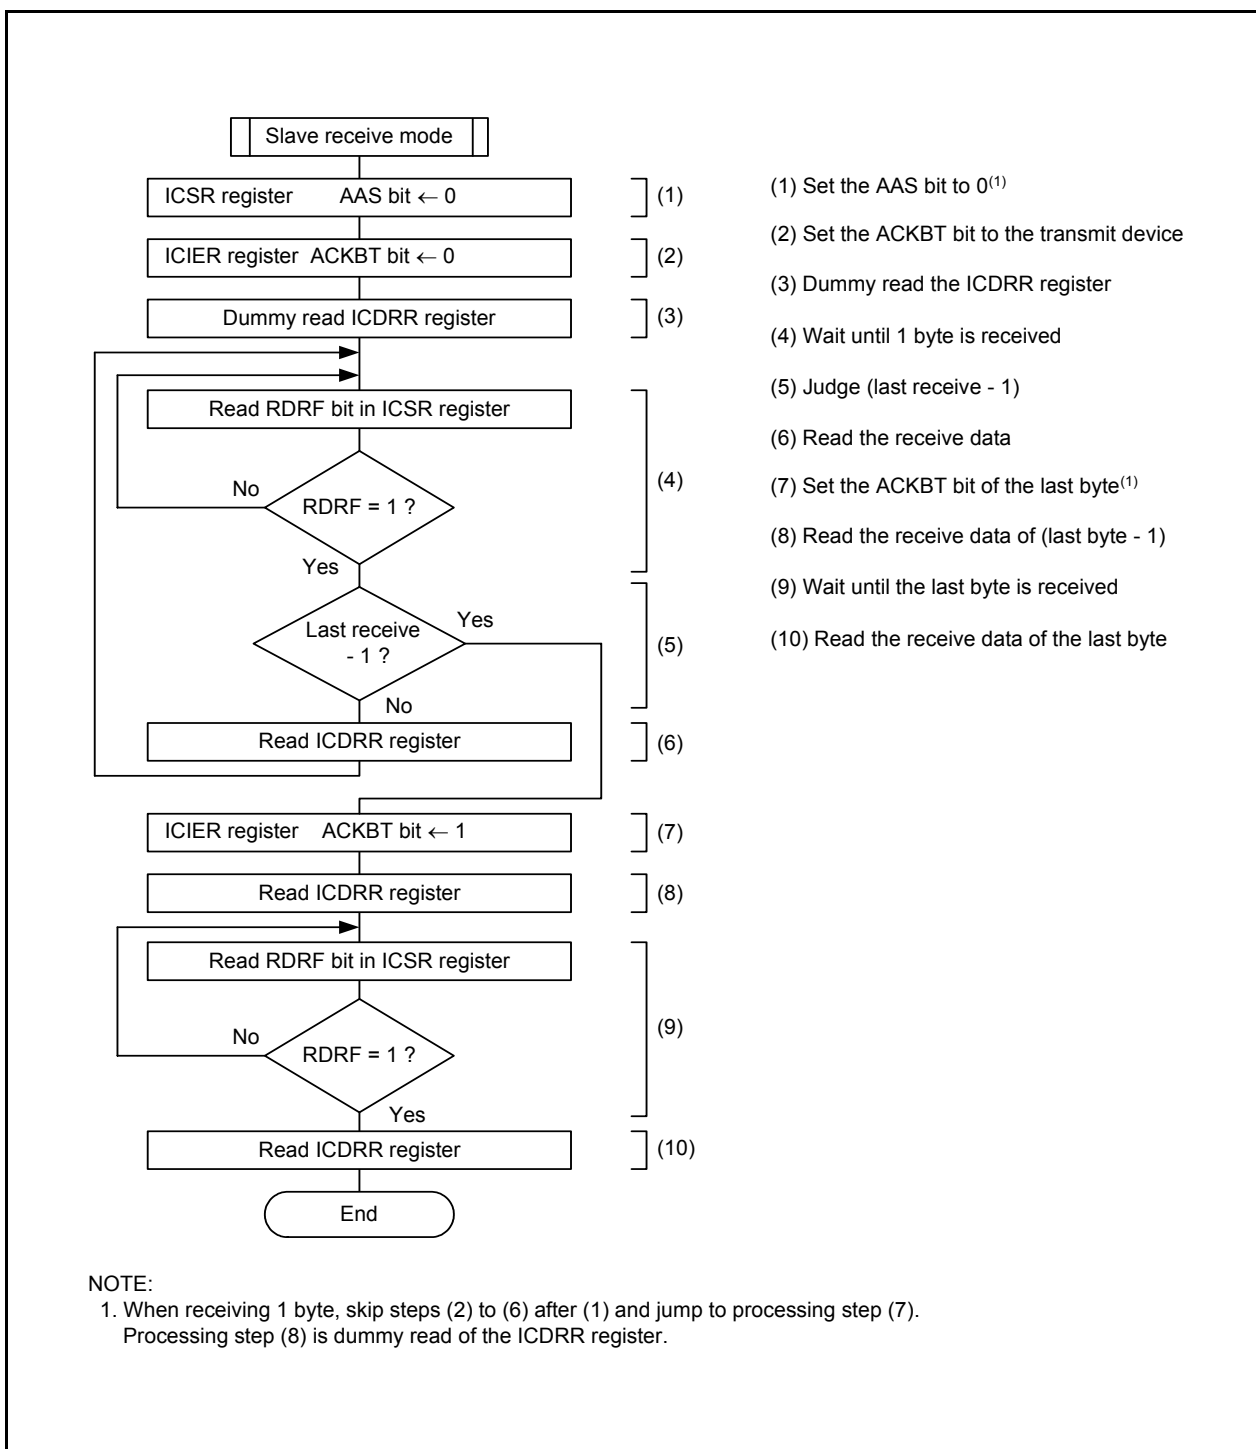 Slave receive mode
ICSR register AAS bit ← 0
(1)
ICIER register ACKBT bit ← 0
(2)
Dummy read ICDRR register
(3)
Read RDRF bit in ICSR register
No
RDRF = 1 ?
(4)
Yes
Last receive
- 1 ?
Yes
(5)
No
Read ICDRR register
(6)
ICIER register ACKBT bit ← 1
(7)
Read ICDRR register
(8)
Read RDRF bit in ICSR register
No
RDRF = 1 ?
(9)
Yes
Read ICDRR register
(10)
End
(1) Set the AAS bit to 0(1)
(2) Set the ACKBT bit to the transmit device
(3) Dummy read the ICDRR register
(4) Wait until 1 byte is received
(5) Judge (last receive - 1)
(6) Read the receive data
(7) Set the ACKBT bit of the last byte(1)
(8) Read the receive data of (last byte - 1)
(9) Wait until the last byte is received
(10) Read the receive data of the last byte
NOTE:
1. When receiving 1 byte, skip steps (2) to (6) after (1) and jump to processing step (7).
Processing step (8) is dummy read of the ICDRR register.